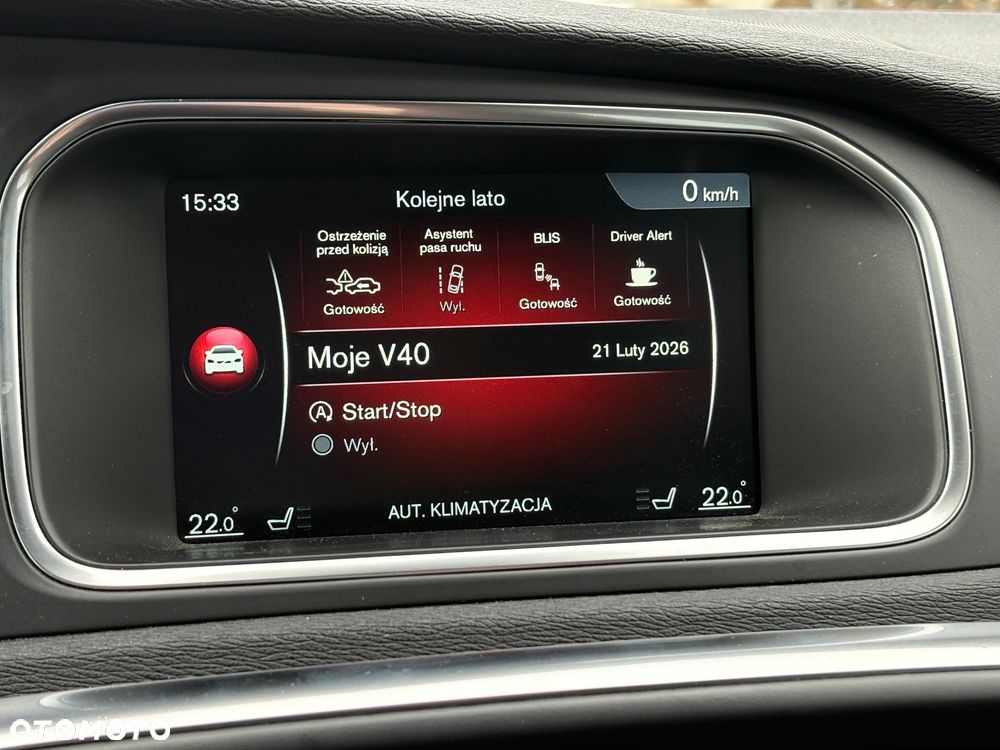 15:33
Kolejne lato
0 km/h
Ostrzeżenie
przed kolizją
Gotowość
Asystent
pasa ruchu
Wył.
BLIS
Gotowość
Driver Alert
Gotowość
Moje V40
21 Luty 2026
A Start/Stop
Wył.
22.0°
AUT. KLIMATYZACJA
22.0°
OTOMOTO